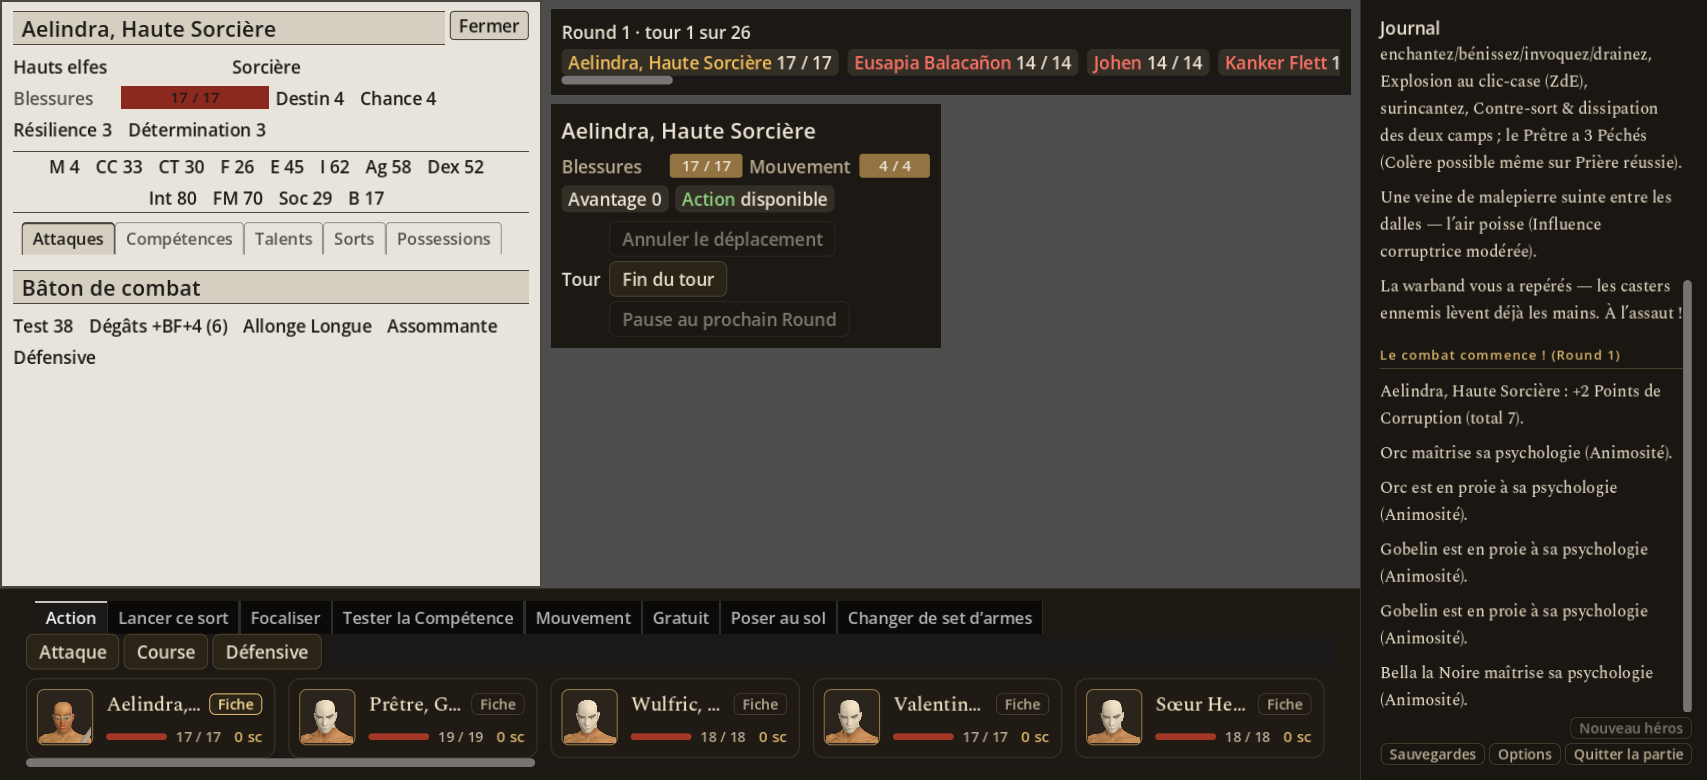 Aelindra, Haute Sorcière
Fermer
Hauts elfes Sorcière
Blessures 17 / 17 Destin 4 Chance 4
Résilience 3 Détermination 3
M 4 CC 33 CT 30 F 26 E 45 I 62 Ag 58 Dex 52
Int 80 FM 70 Soc 29 B 17
Attaques Compétences Talents Sorts Possessions
Bâton de combat
Test 38 Dégâts +BF+4 (6) Allonge Longue Assommante
Défensive
Round 1 · tour 1 sur 26
Aelindra, Haute Sorcière 17 / 17 Eusapia Balacañon 14 / 14 Johen 14 / 14 Kanker Flett 1
Aelindra, Haute Sorcière
Blessures 17 / 17 Mouvement 4 / 4
Avantage 0 Action disponible
Annuler le déplacement
Tour Fin du tour
Pause au prochain Round
Action Lancer ce sort Focaliser Tester la Compétence Mouvement Gratuit Poser au sol Changer de set d’armes
Attaque Course Défensive
Aelindra,... Fiche
17 / 17 0 sc
Prêtre, G... Fiche
19 / 19 0 sc
Wulfric, ... Fiche
18 / 18 0 sc
Valentin... Fiche
17 / 17 0 sc
Sœur He... Fiche
18 / 18 0 sc
Journal
enchantez/bénissez/invoquez/drainez,
Explosion au clic-case (ZdE),
surincantez, Contre-sort & dissipation
des deux camps ; le Prêtre a 3 Péchés
(Colère possible même sur Prière réussie).
Une veine de malepierre suinte entre les
dalles — l’air poisse (Influence
corruptrice modérée).
La warband vous a repérés — les casters
ennemis lèvent déjà les mains. À l’assaut !
Le combat commence ! (Round 1)
Aelindra, Haute Sorcière : +2 Points de
Corruption (total 7).
Orc maîtrise sa psychologie (Animosité).
Orc est en proie à sa psychologie
(Animosité).
Gobelin est en proie à sa psychologie
(Animosité).
Gobelin est en proie à sa psychologie
(Animosité).
Bella la Noire maîtrise sa psychologie
(Animosité).
Nouveau héros
Sauvegardes Options Quitter la partie